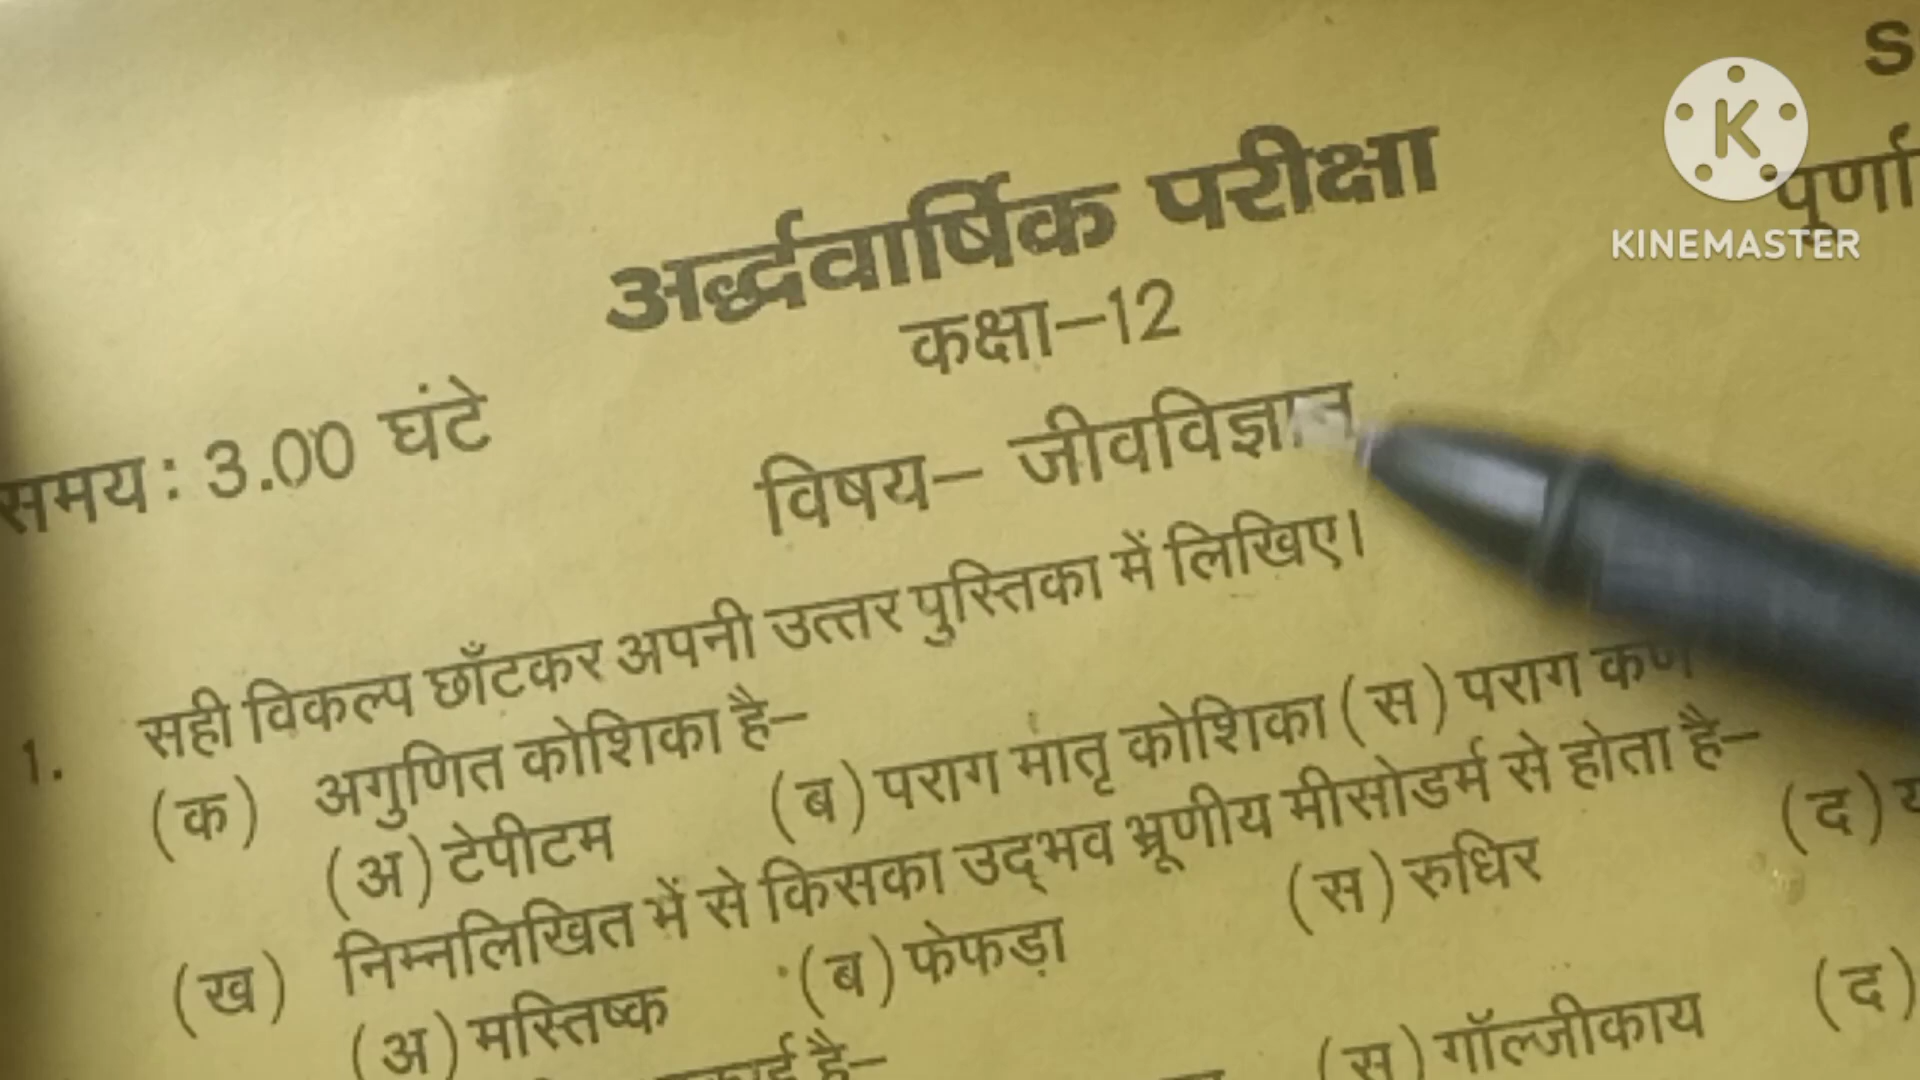 S
K
KINEMASTER
पूर्णां
अर्द्धवार्षिक परीक्षा
कक्षा–12
समय : 3.00 घंटे
विषय– जीवविज्ञान
1. सही विकल्प छाँटकर अपनी उत्तर पुस्तिका में लिखिए।
(क) अगुणित कोशिका है–
(अ) टेपीटम (ब) पराग मातृ कोशिका (स) पराग कण (द)
(ख) निम्नलिखित में से किसका उद्भव भ्रूणीय मीसोडर्म से होता है–
(अ) मस्तिष्क (ब) फेफड़ा (स) रुधिर (द)
है–
(स) गॉल्जीकाय